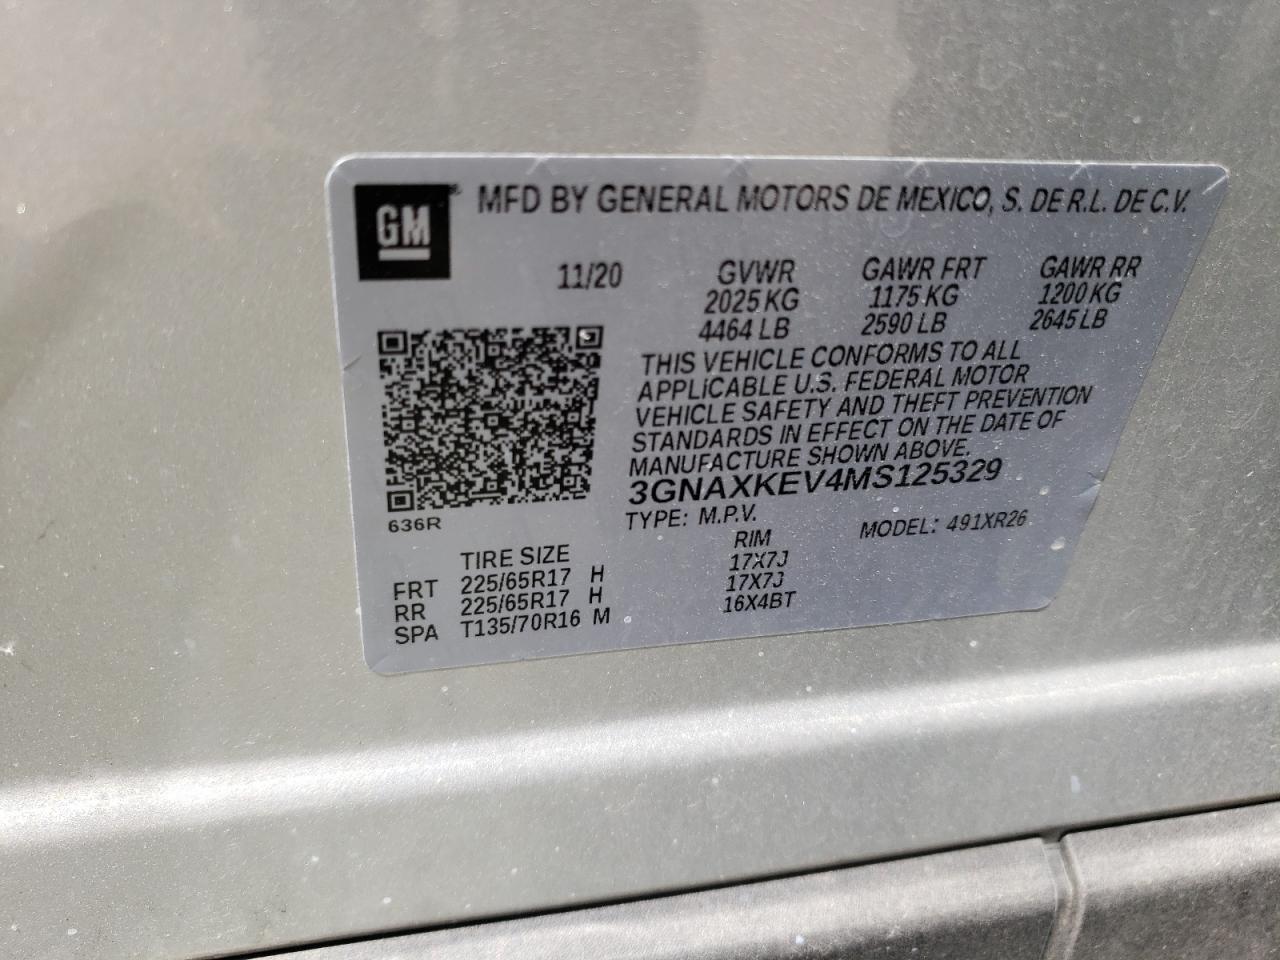 GM® MFD BY GENERAL MOTORS DE MEXICO, S. DE R.L. DE C.V.
11/20 GVWR GAWR FRT GAWR RR
2025 KG 1175 KG 1200 KG
4464 LB 2590 LB 2645 LB
THIS VEHICLE CONFORMS TO ALL
APPLICABLE U.S. FEDERAL MOTOR
VEHICLE SAFETY AND THEFT PREVENTION
STANDARDS IN EFFECT ON THE DATE OF
MANUFACTURE SHOWN ABOVE.
3GNAXKEV4MS125329
636R TYPE: M.P.V. MODEL: 491XR26
TIRE SIZE RIM
FRT 225/65R17 H 17X7J
RR 225/65R17 H 17X7J
SPA T135/70R16 M 16X4BT